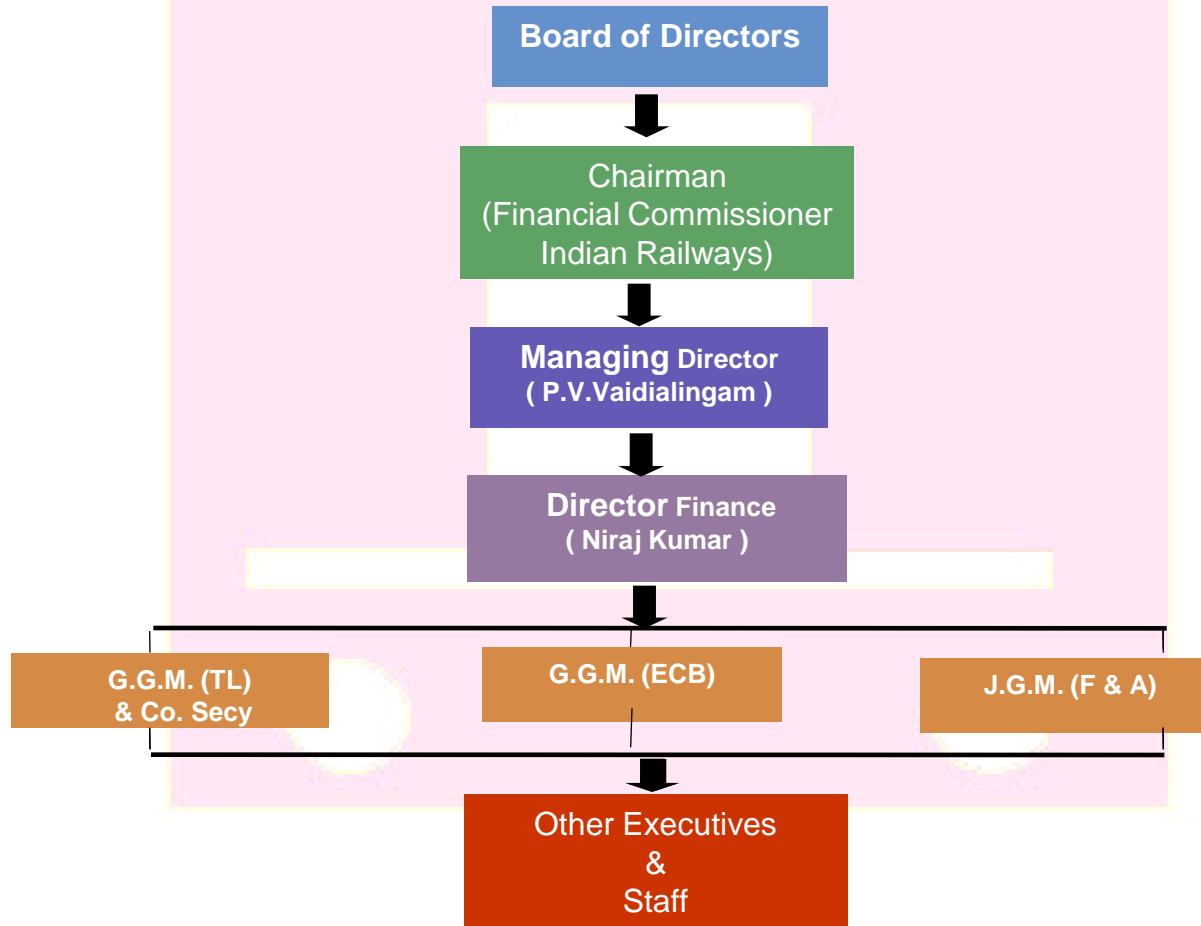 Board of Directors
Chairman
(Financial Commissioner
Indian Railways)
Managing Director
( P.V.Vaidialingam )
Director Finance
( Niraj Kumar )
G.G.M. (TL)
& Co. Secy
G.G.M. (ECB)
J.G.M. (F & A)
Other Executives
&
Staff